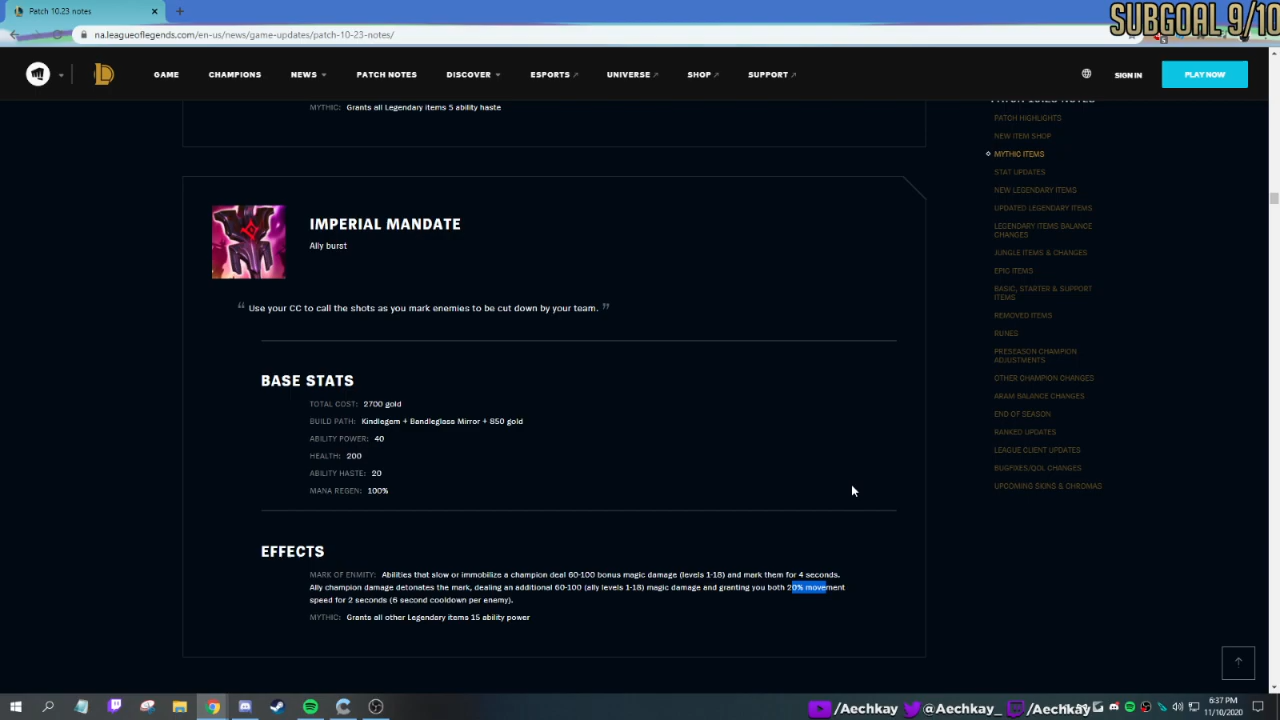 Patch 10.23 notes
SUBGOAL 9/10
na.leagueoflegends.com/en-us/news/game-updates/patch-10-23-notes/
GAME CHAMPIONS NEWS PATCH NOTES DISCOVER ESPORTS UNIVERSE SHOP SUPPORT SIGN IN PLAY NOW
MYTHIC: Grants all Legendary items 5 ability haste
IMPERIAL MANDATE
Ally burst
“ Use your CC to call the shots as you mark enemies to be cut down by your team. ”
BASE STATS
TOTAL COST: 2700 gold
BUILD PATH: Kindlegem + Bandleglass Mirror + 850 gold
ABILITY POWER: 40
HEALTH: 200
ABILITY HASTE: 20
MANA REGEN: 100%
EFFECTS
MARK OF ENMITY: Abilities that slow or immobilize a champion deal 60-100 bonus magic damage (levels 1-18) and mark them for 4 seconds.
Ally champion damage detonates the mark, dealing an additional 60-100 (ally levels 1-18) magic damage and granting you both 20% movement
speed for 2 seconds (6 second cooldown per enemy).
MYTHIC: Grants all other Legendary items 15 ability power
PATCH 10.23 NOTES
PATCH HIGHLIGHTS
NEW ITEM SHOP
MYTHIC ITEMS
STAT UPDATES
NEW LEGENDARY ITEMS
UPDATED LEGENDARY ITEMS
LEGENDARY ITEMS BALANCE
CHANGES
JUNGLE ITEMS & CHANGES
EPIC ITEMS
BASIC, STARTER & SUPPORT
ITEMS
REMOVED ITEMS
RUNES
PRESEASON CHAMPION
ADJUSTMENTS
OTHER CHAMPION CHANGES
ARAM BALANCE CHANGES
END OF SEASON
RANKED UPDATES
LEAGUE CLIENT UPDATES
BUGFIXES/QOL CHANGES
UPCOMING SKINS & CHROMAS
/Aechkay @Aechkay_ /Aechkay
6:37 PM
11/10/2020